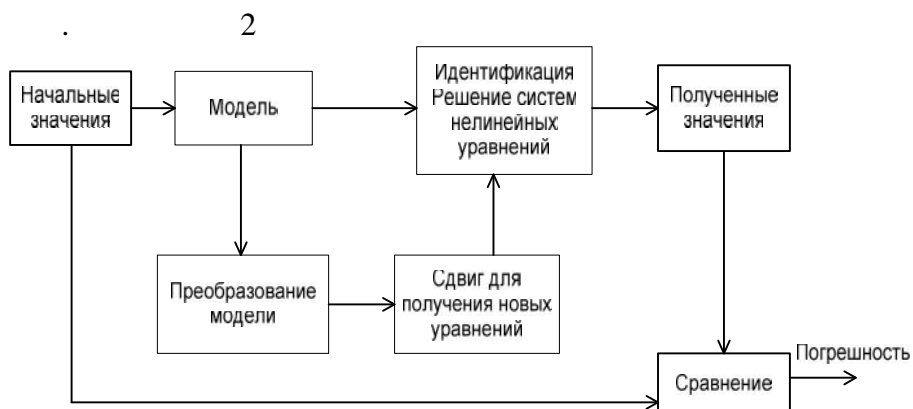 . 2
Начальные
значения
Модель
Идентификация
Решение систем
нелинейных
уравнений
Полученные
значения
Преобразование
модели
Сдвиг для
получения новых
уравнений
Сравнение
Погрешность